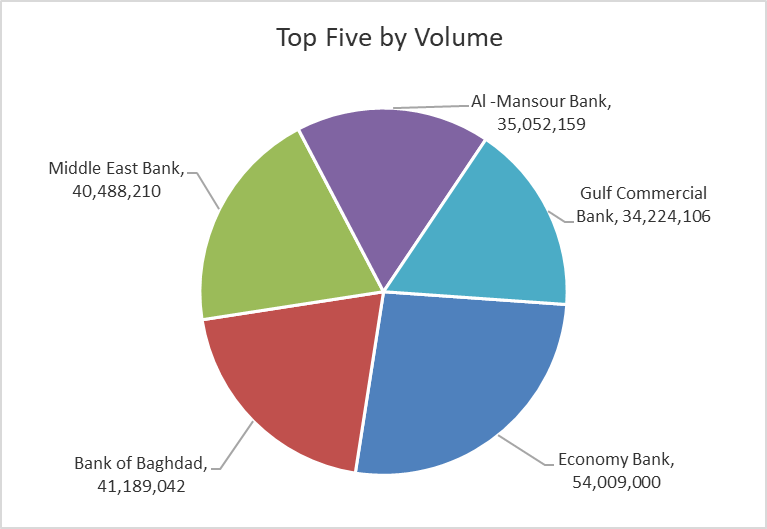 Top Five by Volume
Al -Mansour Bank,
35,052,159
Middle East Bank,
40,488,210
Gulf Commercial
Bank, 34,224,106
Bank of Baghdad,
41,189,042
Economy Bank,
54,009,000